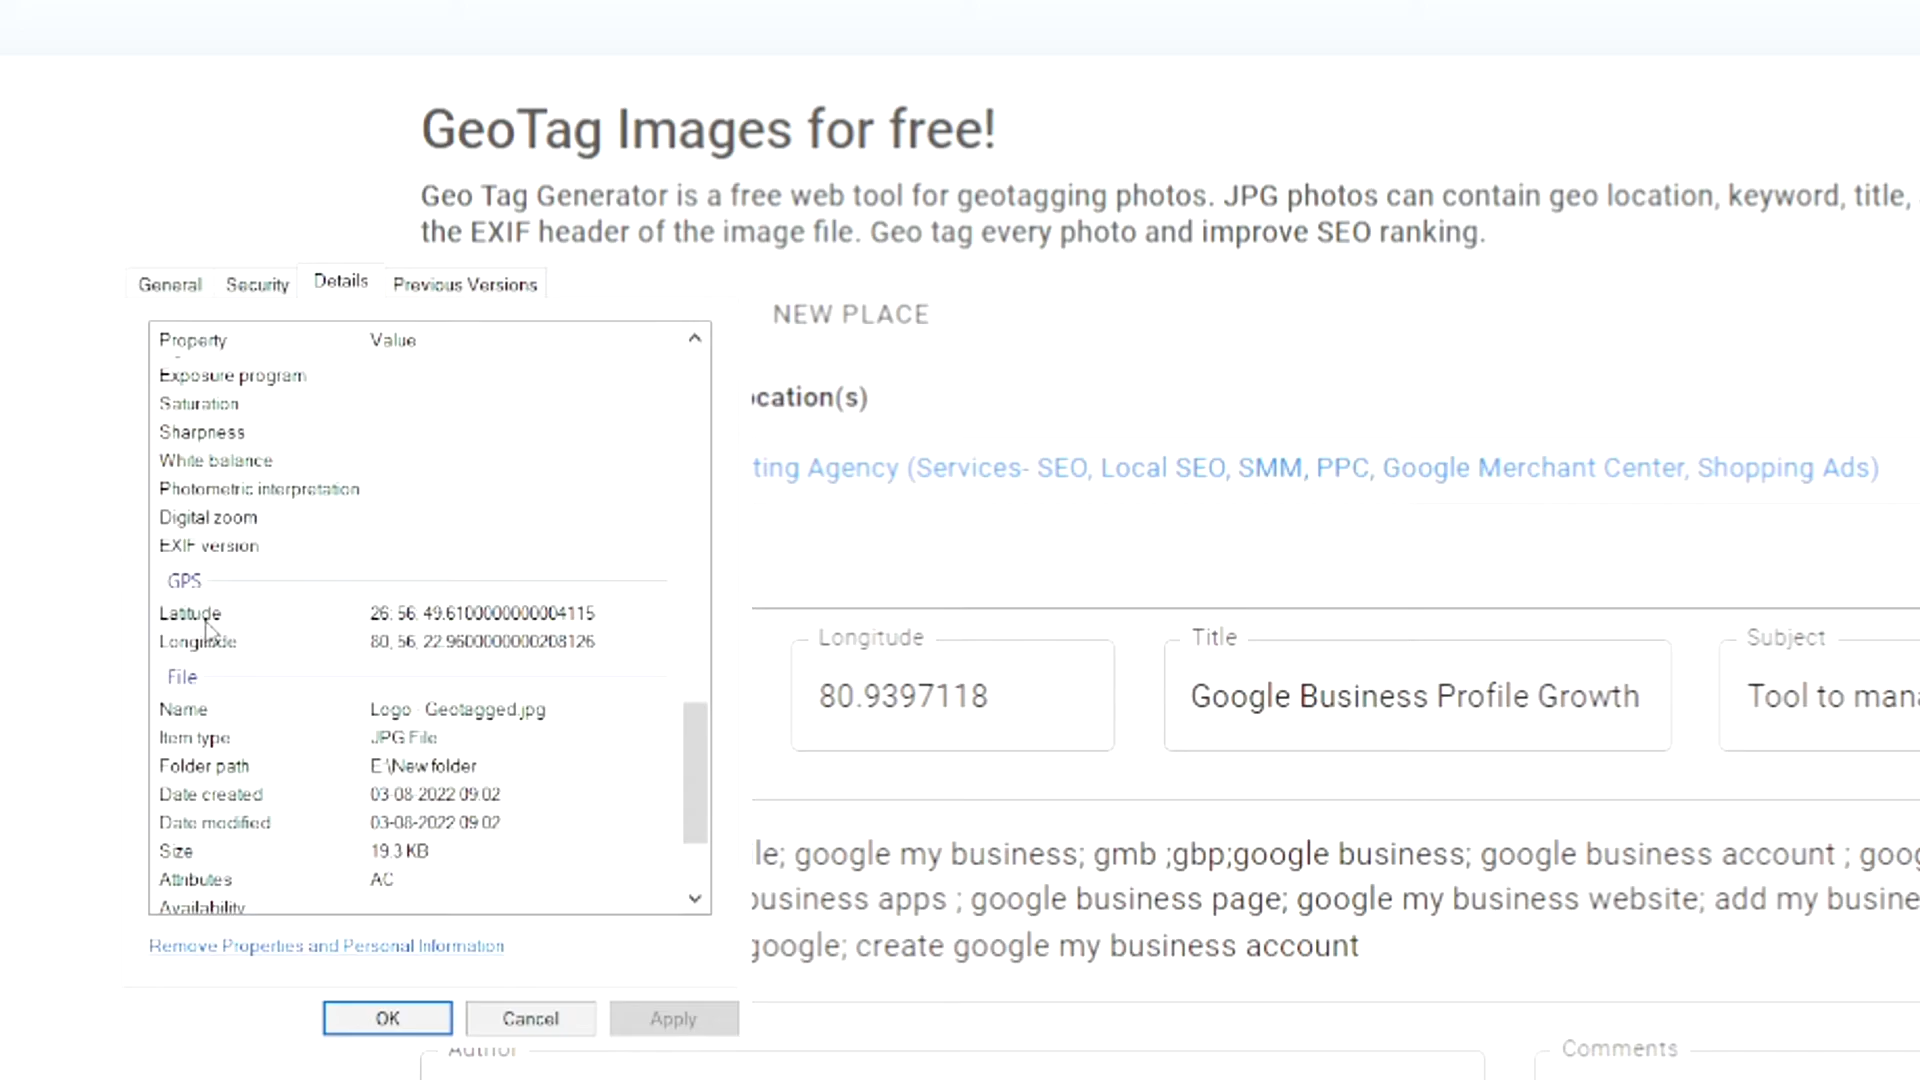 GeoTag Images for free!
Geo Tag Generator is a free web tool for geotagging photos. JPG photos can contain geo location, keyword, title,
the EXIF header of the image file. Geo tag every photo and improve SEO ranking.
General Security Details Previous Versions
NEW PLACE
Property Value
Exposure program
Saturation
Sharpness
White balance
Photometric interpretation
Digital zoom
EXIF version
GPS
Latitude 26; 56; 49.6100000000004115
Longitude 80; 56; 22.9600000000208126
File
Name Logo - Geotagged.jpg
Item type JPG File
Folder path E:\New folder
Date created 03-08-2022 09:02
Date modified 03-08-2022 09:02
Size 19.3 KB
Attributes AC
Availability
Remove Properties and Personal Information
OK Cancel Apply
ocation(s)
ting Agency (Services- SEO, Local SEO, SMM, PPC, Google Merchant Center, Shopping Ads)
Longitude
80.9397118
Title
Google Business Profile Growth
Subject
Tool to mana
le; google my business; gmb ;gbp;google business; google business account ; goog
business apps ; google business page; google my business website; add my busine
google; create google my business account
Author
Comments